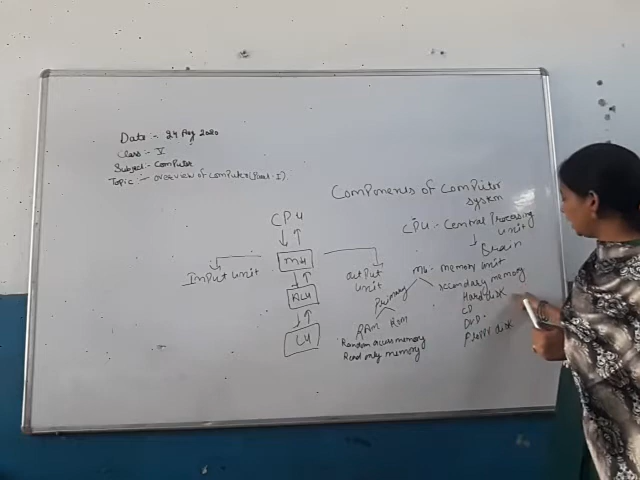 Date :- 24 Aug 2020
Class :- V
Subject :- Computer
Topic :- overview of Computer (Part-I)
Components of Computer
System
CPU
MU
ALU
CU
Input unit
output
unit
CPU - Central Processing
unit
Brain
MU - memory unit
Primary
secondary memory
RAM ROM
Random access memory
Read only memory
Hard disk
CD
DVD
Floppy disk